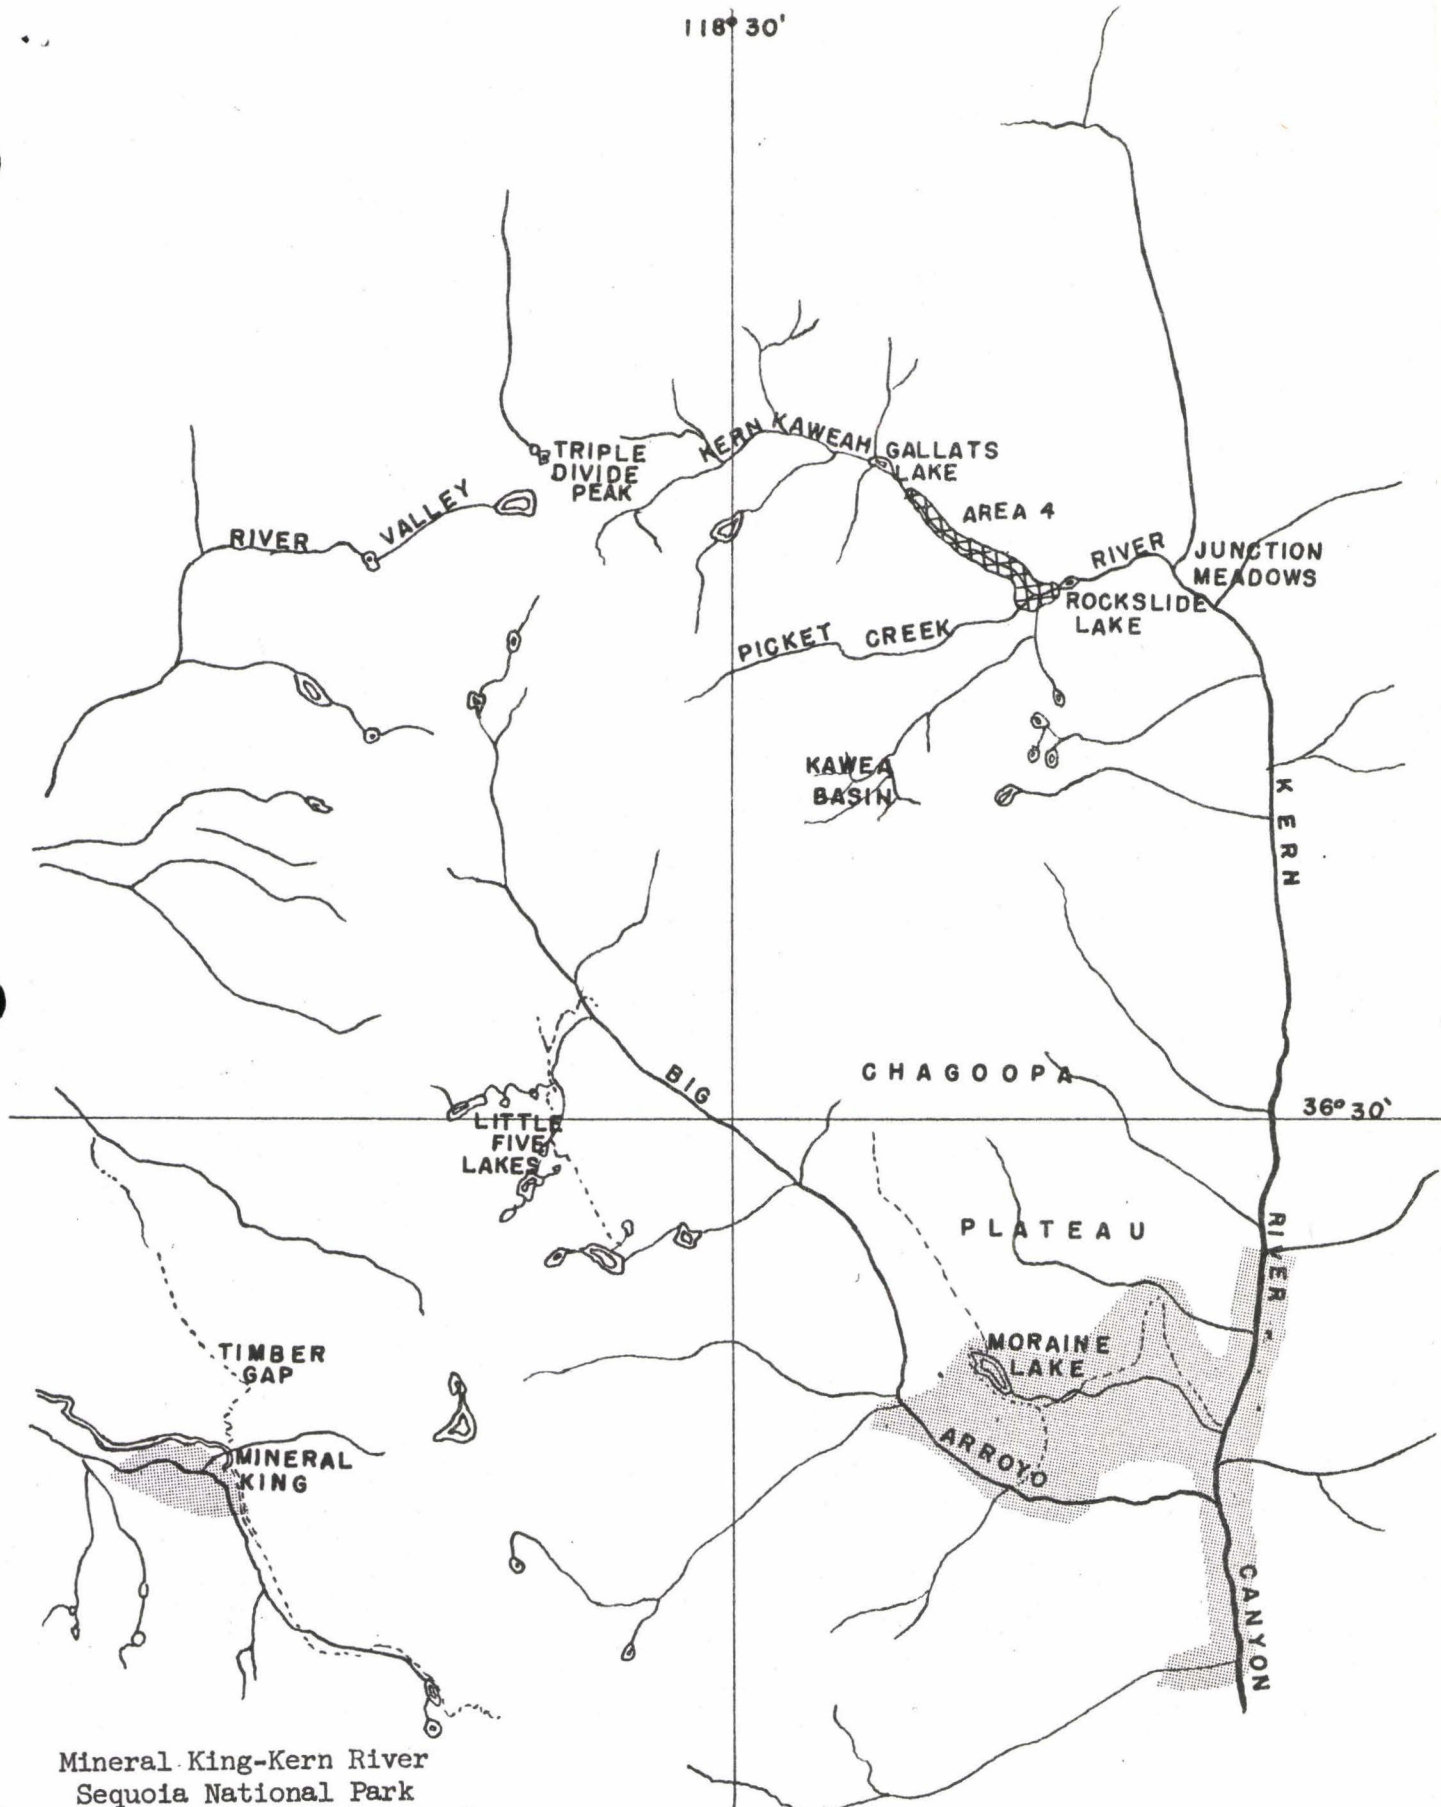 118° 30'
KERN KAWEAH
TRIPLE
DIVIDE
PEAK
GALLATS
LAKE
RIVER VALLEY
AREA 4
RIVER
JUNCTION
MEADOWS
ROCKSLIDE
LAKE
PICKET CREEK
KAWEA
BASIN
KERN
BIG
CHAGOOPA
36° 30'
LITTLE
FIVE
LAKES
PLATEAU
RIVER
TIMBER
GAP
MORAINE
LAKE
MINERAL
KING
ARROYO
CANYON
Mineral King-Kern River
Sequoia National Park